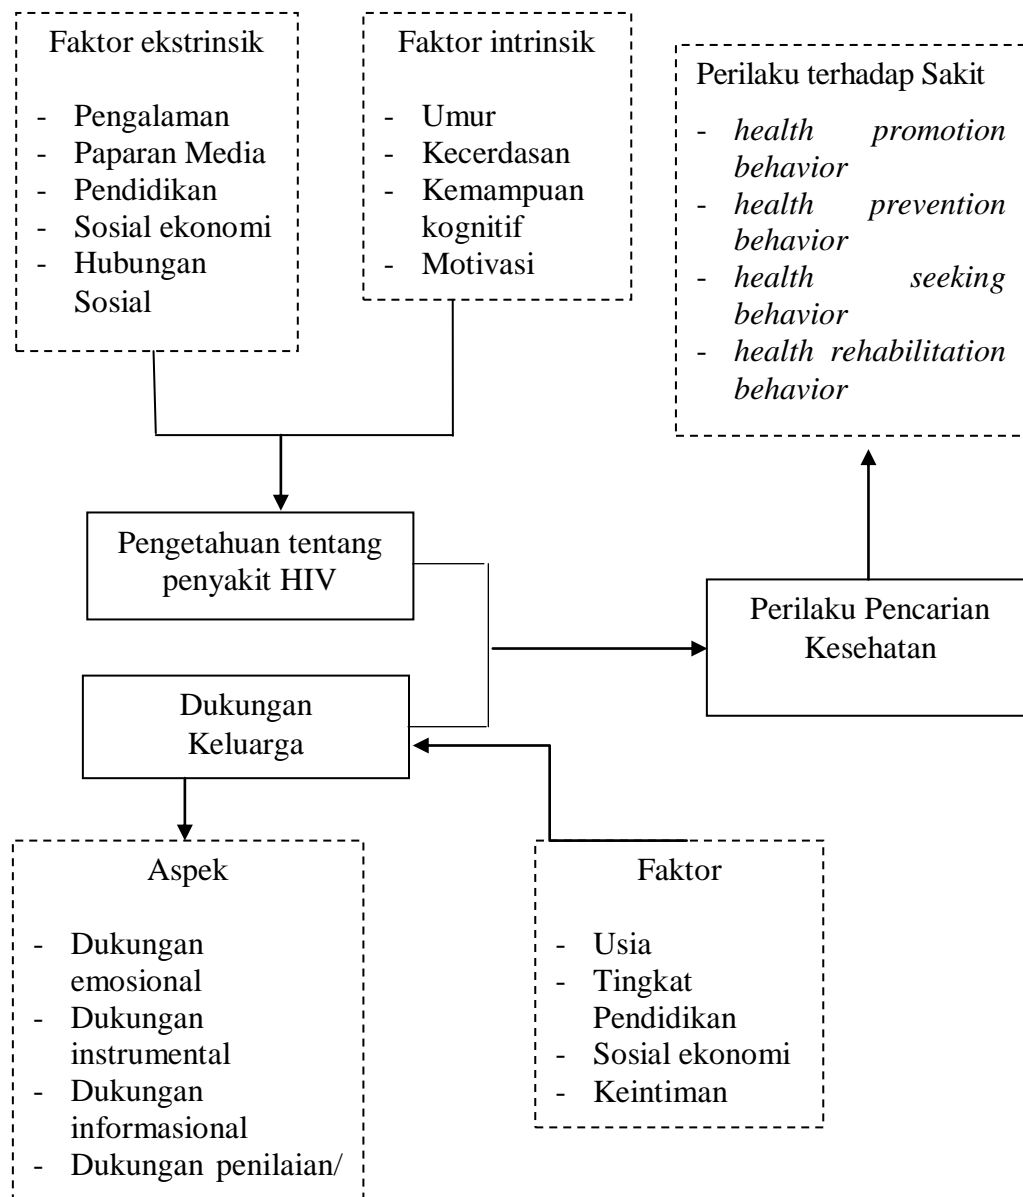 Faktor ekstrinsik
- Pengalaman
- Paparan Media
- Pendidikan
- Sosial ekonomi
- Hubungan
Sosial
Faktor intrinsik
- Umur
- Kecerdasan
- Kemampuan
kognitif
- Motivasi
Perilaku terhadap Sakit
- health promotion
behavior
- health prevention
behavior
- health seeking
behavior
- health rehabilitation
behavior
Pengetahuan tentang
penyakit HIV
Perilaku Pencarian
Kesehatan
Dukungan
Keluarga
Aspek
- Dukungan
emosional
- Dukungan
instrumental
- Dukungan
informasional
- Dukungan penilaian/
Faktor
- Usia
- Tingkat
Pendidikan
- Sosial ekonomi
- Keintiman